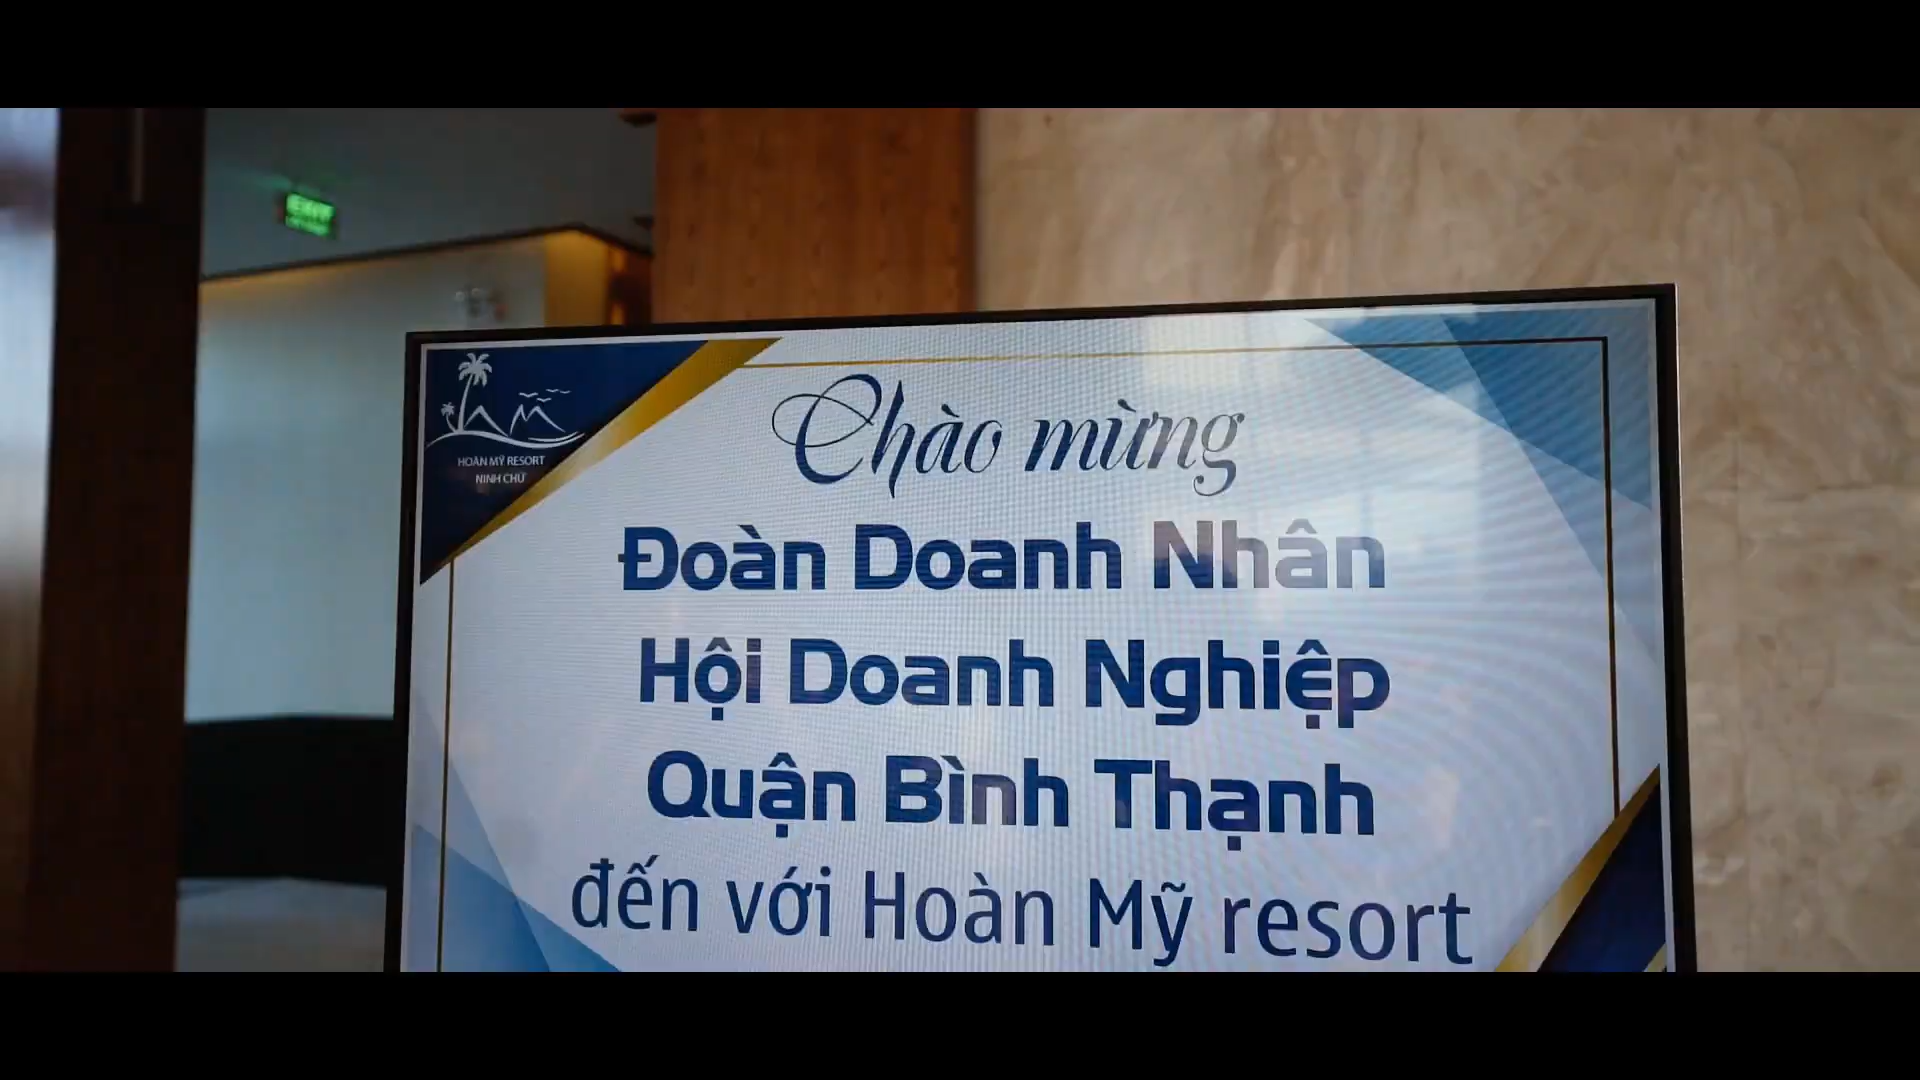 EXIT
HOÀN MỸ RESORT
NINH CHỮ
Chào mừng
Đoàn Doanh Nhân
Hội Doanh Nghiệp
Quận Bình Thạnh
đến với Hoàn Mỹ resort